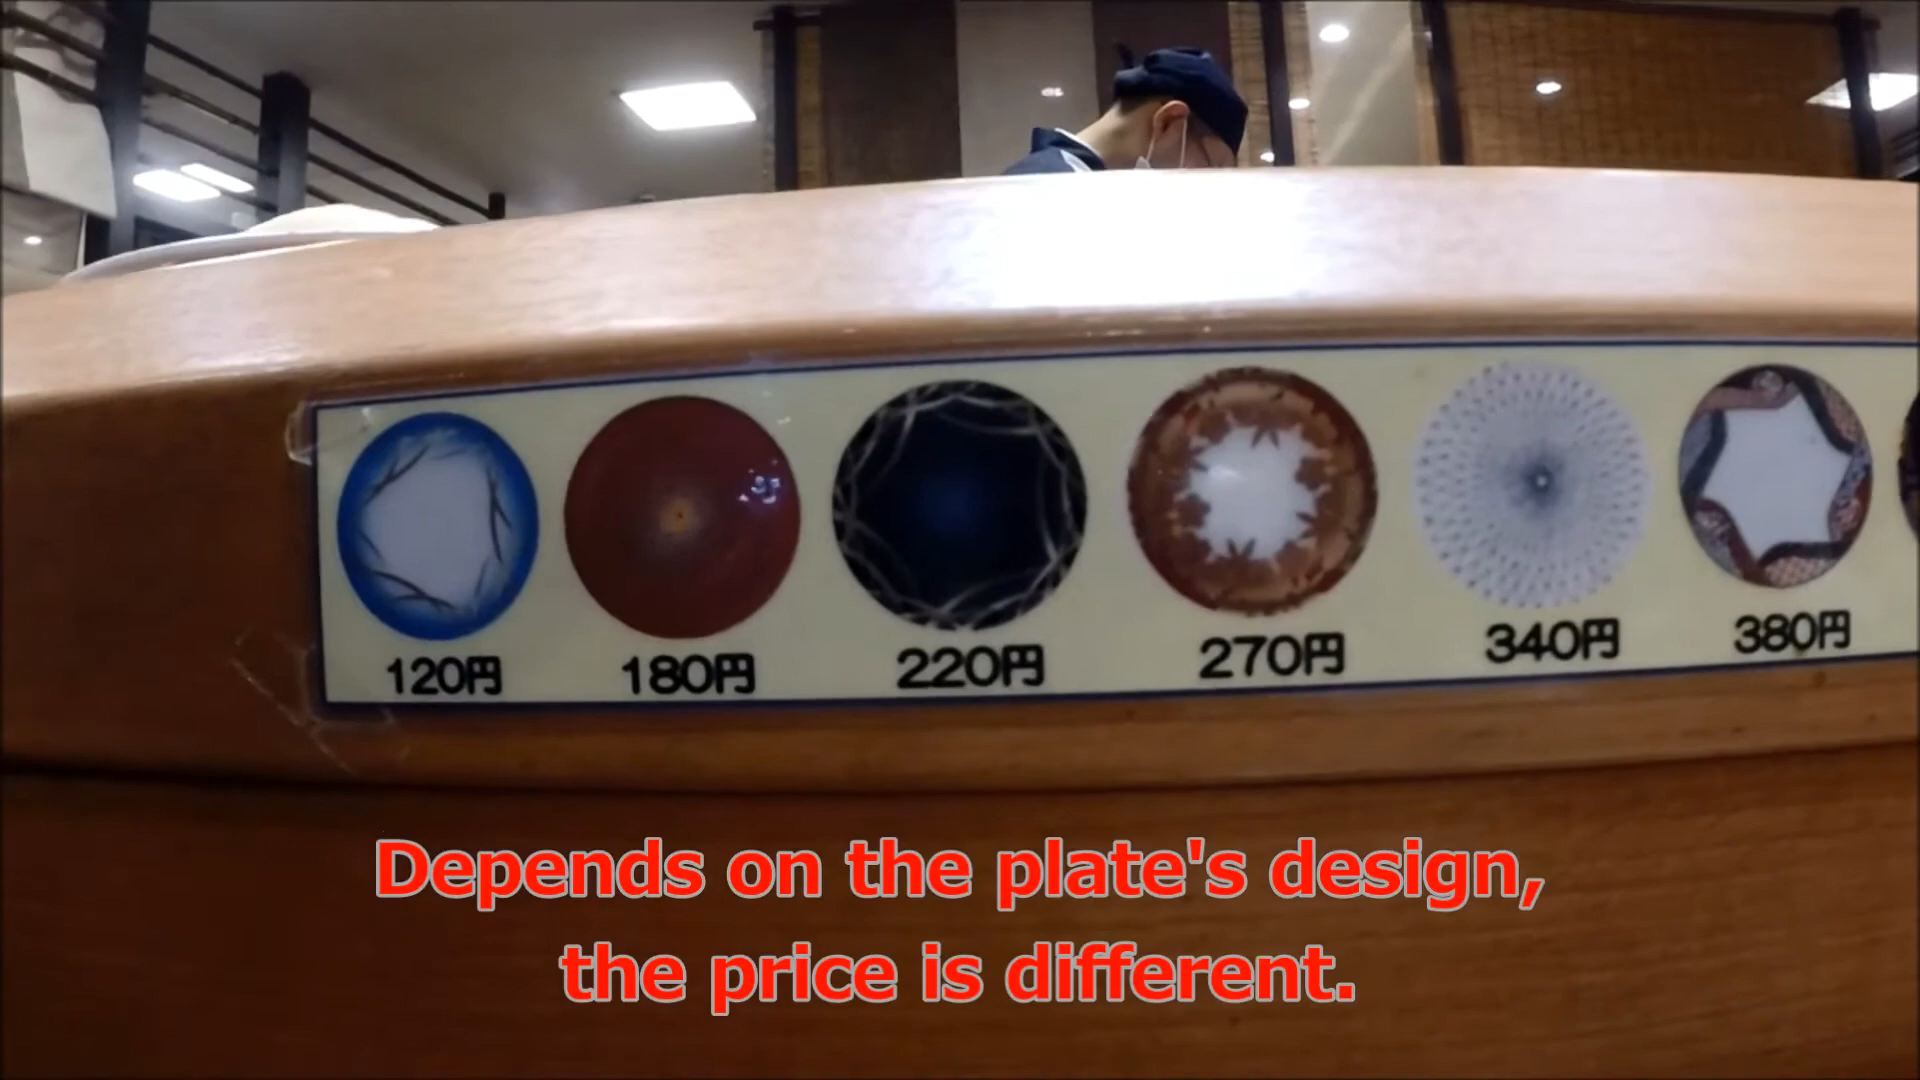 120円 180円 220円 270円 340円 380円
Depends on the plate's design,
the price is different.